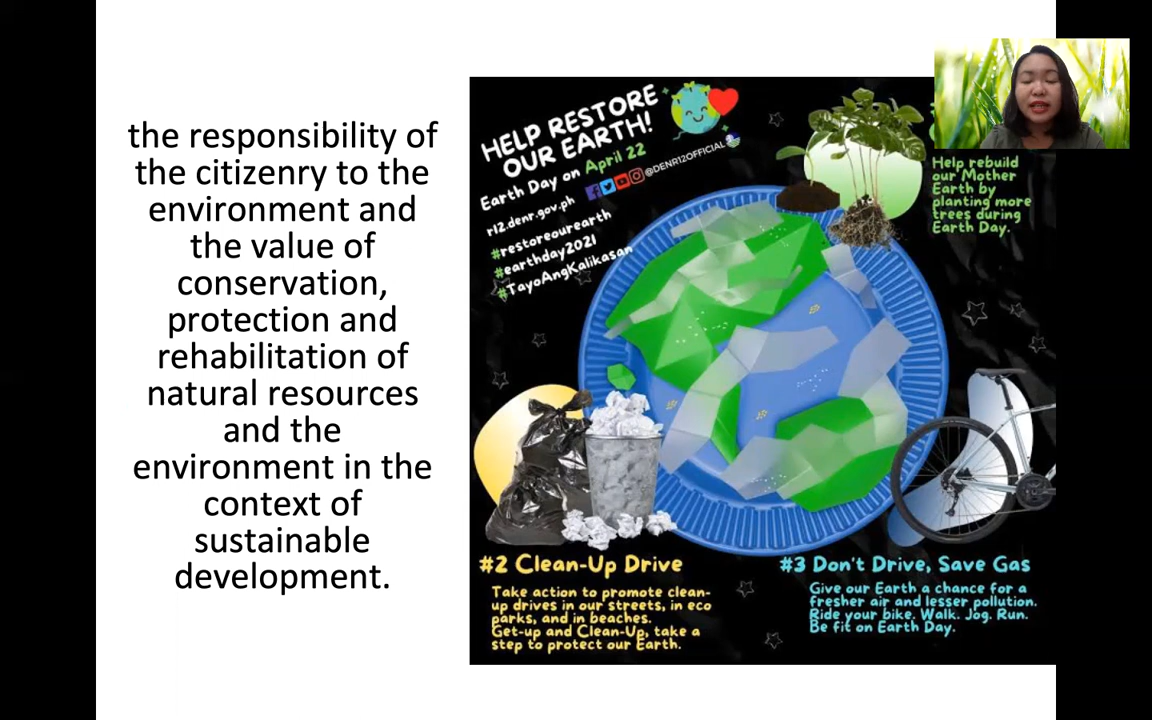 the responsibility of
the citizenry to the
environment and
the value of
conservation,
protection and
rehabilitation of
natural resources
and the
environment in the
context of
sustainable
development.
HELP RESTORE
OUR EARTH!
Earth Day on April 22
@DENR12OFFICIAL
r12.denr.gov.ph
#restoreourearth
#earthday2021
#TayoAngKalikasan
Help rebuild
our Mother
Earth by
planting more
trees during
Earth Day.
#2 Clean-Up Drive
Take action to promote clean-
up drives in our streets, in eco
parks, and in beaches.
Get-up and Clean-Up, take a
step to protect our Earth.
#3 Don't Drive, Save Gas
Give our Earth a chance for a
fresher air and lesser pollution.
Ride your bike. Walk. Jog. Run.
Be fit on Earth Day.